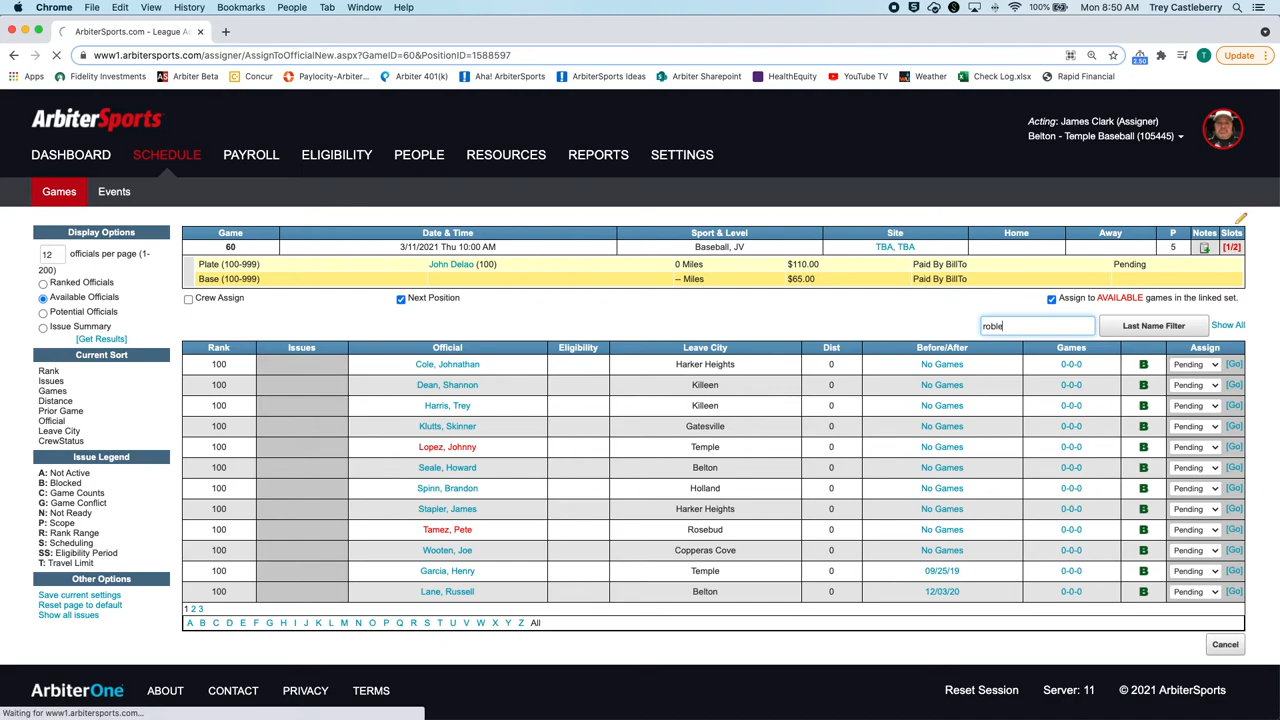 Chrome File Edit View History Bookmarks People Tab Window Help 100% Mon 8:50 AM Trey Castleberry
ArbiterSports.com - League Ac
www1.arbitersports.com/assigner/AssignToOfficialNew.aspx?GameID=60&PositionID=1588597 2.50 T Update
Apps Fidelity Investments Arbiter Beta Concur Paylocity-Arbiter... Arbiter 401(k) Aha! ArbiterSports ArbiterSports Ideas Arbiter Sharepoint HealthEquity YouTube TV Weather Check Log.xlsx Rapid Financial
ArbiterSports
Acting: James Clark (Assigner)
Belton - Temple Baseball (105445)
DASHBOARD SCHEDULE PAYROLL ELIGIBILITY PEOPLE RESOURCES REPORTS SETTINGS
Games Events
Display Options
12 officials per page (1-200)
Ranked Officials
Available Officials
Potential Officials
Issue Summary
[Get Results]
Current Sort
Rank
Issues
Games
Distance
Prior Game
Official
Leave City
CrewStatus
Issue Legend
A: Not Active
B: Blocked
C: Game Counts
G: Game Conflict
N: Not Ready
P: Scope
R: Rank Range
S: Scheduling
SS: Eligibility Period
T: Travel Limit
Other Options
Save current settings
Reset page to default
Show all issues
Game Date & Time Sport & Level Site Home Away P Notes Slots
60 3/11/2021 Thu 10:00 AM Baseball, JV TBA, TBA 5 [1/2]
Plate (100-999) John Delao (100) 0 Miles $110.00 Paid By BillTo Pending
Base (100-999) -- Miles $65.00 Paid By BillTo
Crew Assign Next Position Assign to AVAILABLE games in the linked set.
roble Last Name Filter Show All
Rank Issues Official Eligibility Leave City Dist Before/After Games Assign
100 Cole, Johnathan Harker Heights 0 No Games 0-0-0 B Pending [Go]
100 Dean, Shannon Killeen 0 No Games 0-0-0 B Pending [Go]
100 Harris, Trey Killeen 0 No Games 0-0-0 B Pending [Go]
100 Klutts, Skinner Gatesville 0 No Games 0-0-0 B Pending [Go]
100 Lopez, Johnny Temple 0 No Games 0-0-0 B Pending [Go]
100 Seale, Howard Belton 0 No Games 0-0-0 B Pending [Go]
100 Spinn, Brandon Holland 0 No Games 0-0-0 B Pending [Go]
100 Stapler, James Harker Heights 0 No Games 0-0-0 B Pending [Go]
100 Tamez, Pete Rosebud 0 No Games 0-0-0 B Pending [Go]
100 Wooten, Joe Copperas Cove 0 No Games 0-0-0 B Pending [Go]
100 Garcia, Henry Temple 0 09/25/19 0-0-0 B Pending [Go]
100 Lane, Russell Belton 0 12/03/20 0-0-0 B Pending [Go]
1 2 3
A B C D E F G H I J K L M N O P Q R S T U V W X Y Z All
Cancel
ArbiterOne ABOUT CONTACT PRIVACY TERMS Reset Session Server: 11 © 2021 ArbiterSports
Waiting for www1.arbitersports.com...